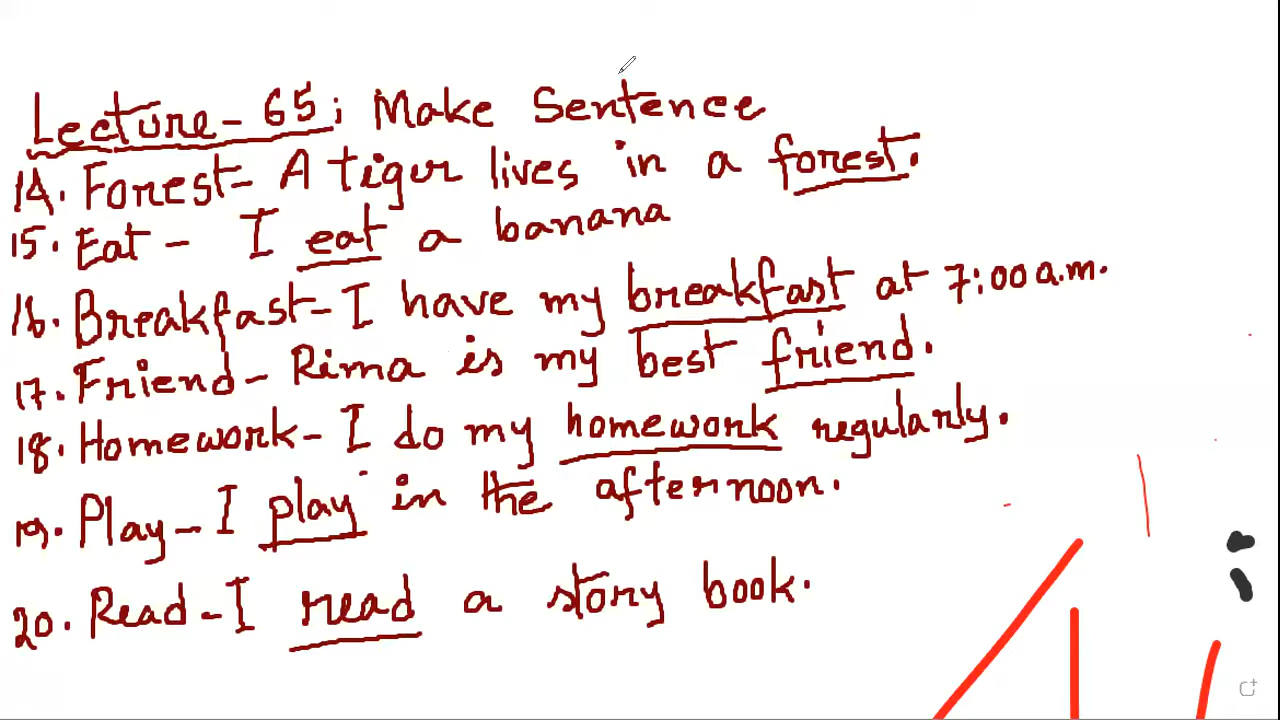 Lecture-65; Make Sentence
14. Forest- A tiger lives in a forest.
15. Eat - I eat a banana
16. Breakfast-I have my breakfast at 7:00a.m.
17. Friend- Rima is my best friend.
18. Homework-I do my homework regularly.
19. Play-I play in the afternoon.
20. Read-I read a story book.